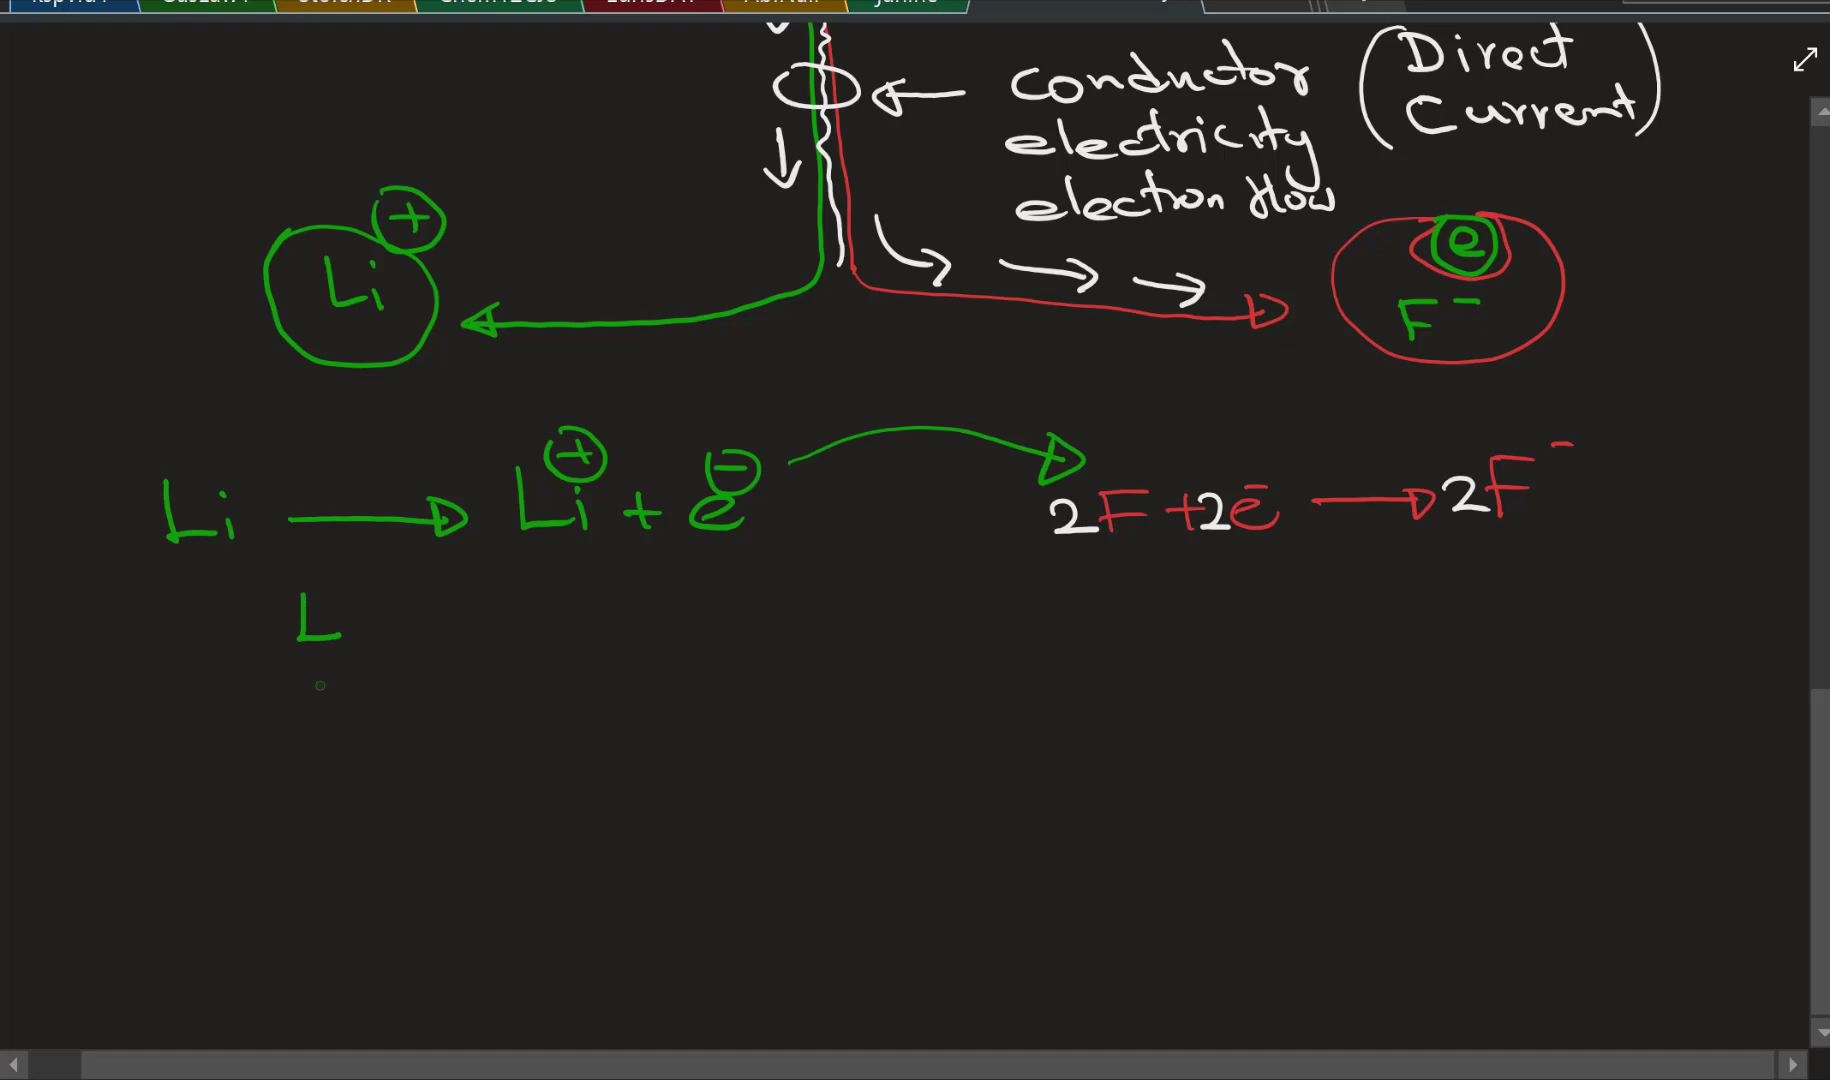 conductor (Direct
electricity Current)
electron flow
Li +
e
F⁻
Li → Li⊕ + e⊖
2F + 2e⁻ → 2F⁻
L